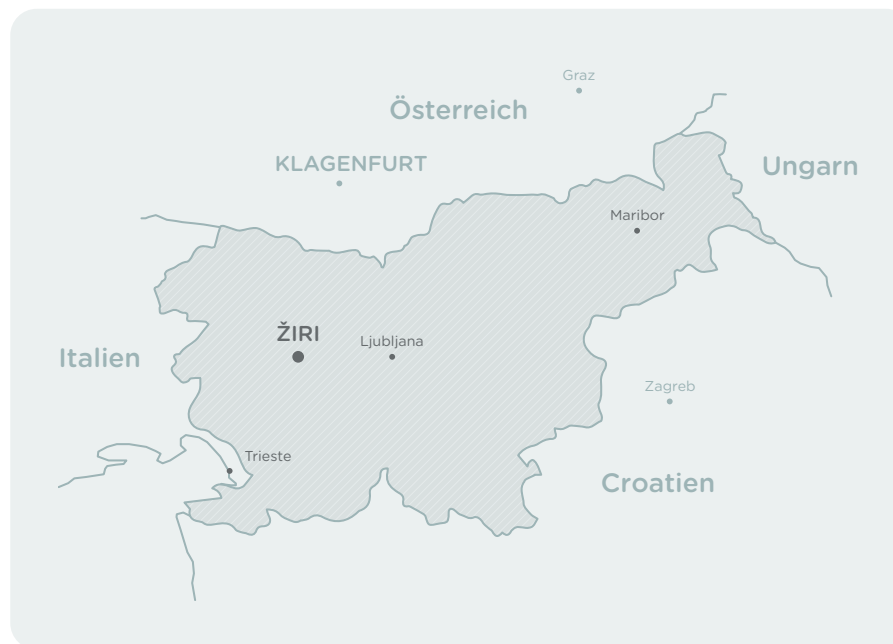 Graz
Österreich
KLAGENFURT
Ungarn
Maribor
ŽIRI
Ljubljana
Italien
Zagreb
Trieste
Croatien